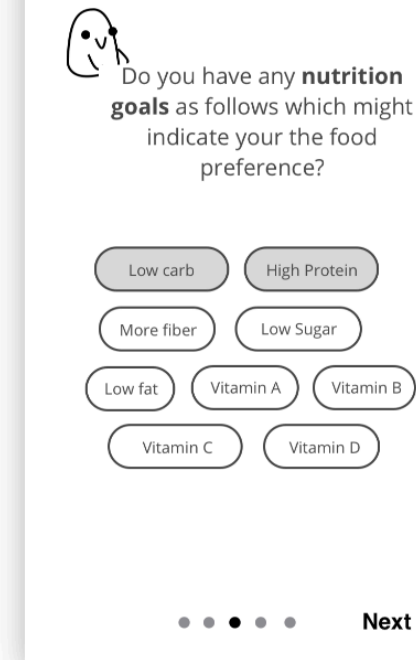 Do you have any nutrition
goals as follows which might
indicate your the food
preference?
Low carb High Protein
More fiber Low Sugar
Low fat Vitamin A Vitamin B
Vitamin C Vitamin D
Next